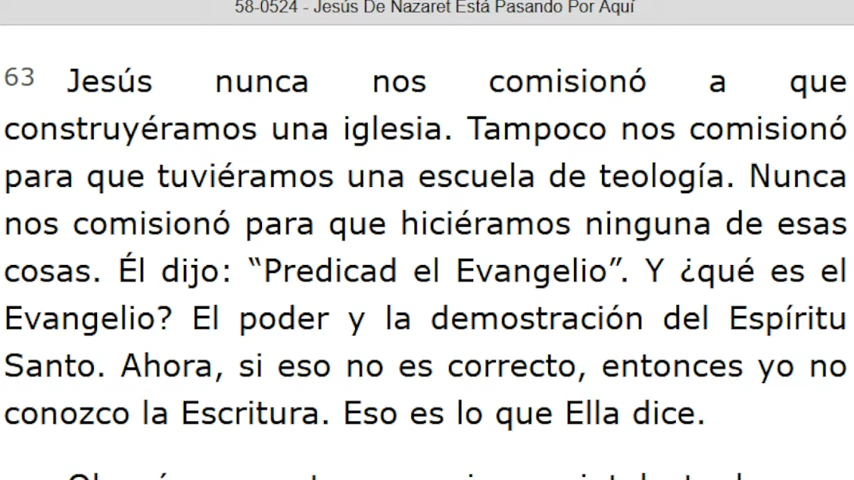 58-0524 - Jesús De Nazaret Está Pasando Por Aquí
63 Jesús nunca nos comisionó a que
construyéramos una iglesia. Tampoco nos comisionó
para que tuviéramos una escuela de teología. Nunca
nos comisionó para que hiciéramos ninguna de esas
cosas. Él dijo: “Predicad el Evangelio”. Y ¿qué es el
Evangelio? El poder y la demostración del Espíritu
Santo. Ahora, si eso no es correcto, entonces yo no
conozco la Escritura. Eso es lo que Ella dice.